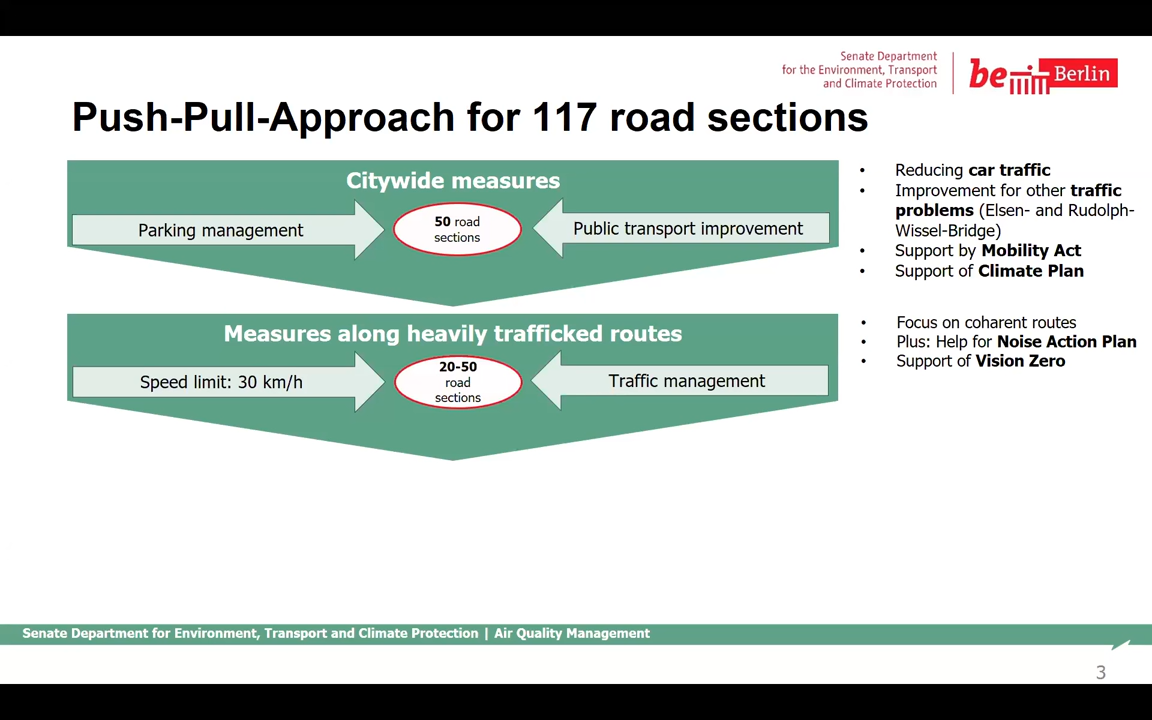 Senate Department
for the Environment, Transport
and Climate Protection
be Berlin
Push-Pull-Approach for 117 road sections
Citywide measures
Parking management
50 road
sections
Public transport improvement
• Reducing car traffic
• Improvement for other traffic
problems (Elsen- and Rudolph-
Wissel-Bridge)
• Support by Mobility Act
• Support of Climate Plan
Measures along heavily trafficked routes
Speed limit: 30 km/h
20-50
road
sections
Traffic management
• Focus on coharent routes
• Plus: Help for Noise Action Plan
• Support of Vision Zero
Senate Department for Environment, Transport and Climate Protection | Air Quality Management
3